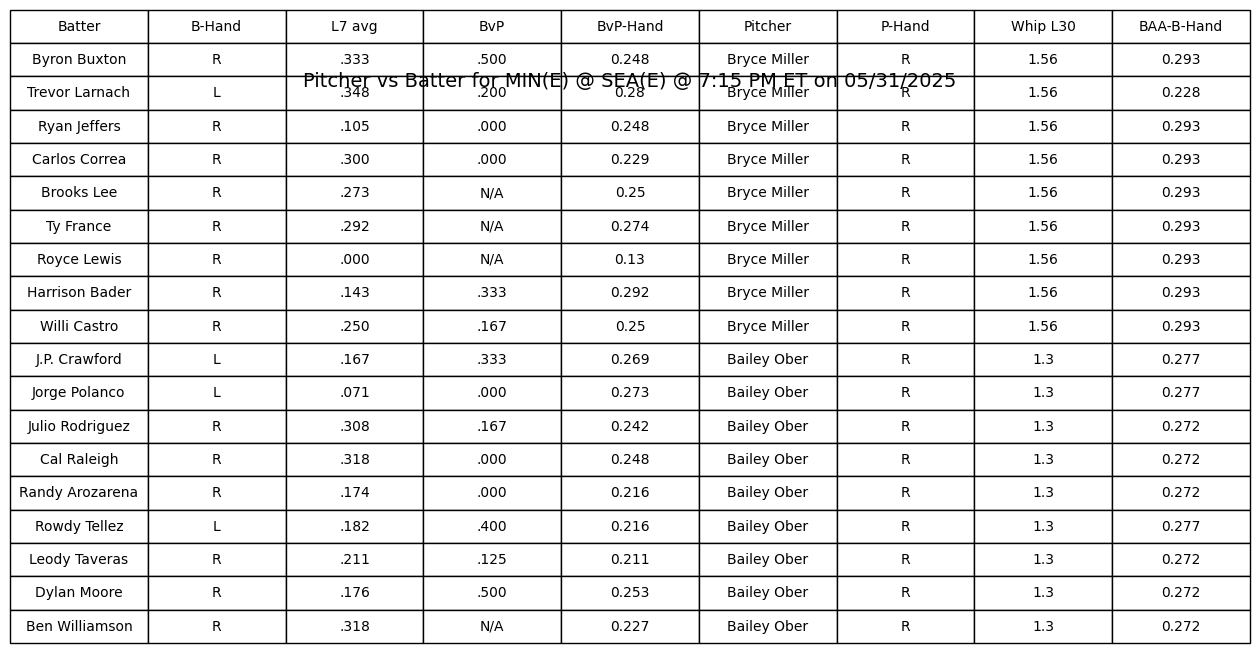 Batter B-Hand L7 avg BvP BvP-Hand Pitcher P-Hand Whip L30 BAA-B-Hand
Byron Buxton R .333 .500 0.248 Bryce Miller R 1.56 0.293
Pitcher vs Batter for MIN(E) @ SEA(E) @ 7:15 PM ET on 05/31/2025
Trevor Larnach L .348 .200 0.28 Bryce Miller R 1.56 0.228
Ryan Jeffers R .105 .000 0.248 Bryce Miller R 1.56 0.293
Carlos Correa R .300 .000 0.229 Bryce Miller R 1.56 0.293
Brooks Lee R .273 N/A 0.25 Bryce Miller R 1.56 0.293
Ty France R .292 N/A 0.274 Bryce Miller R 1.56 0.293
Royce Lewis R .000 N/A 0.13 Bryce Miller R 1.56 0.293
Harrison Bader R .143 .333 0.292 Bryce Miller R 1.56 0.293
Willi Castro R .250 .167 0.25 Bryce Miller R 1.56 0.293
J.P. Crawford L .167 .333 0.269 Bailey Ober R 1.3 0.277
Jorge Polanco L .071 .000 0.273 Bailey Ober R 1.3 0.277
Julio Rodriguez R .308 .167 0.242 Bailey Ober R 1.3 0.272
Cal Raleigh R .318 .000 0.248 Bailey Ober R 1.3 0.272
Randy Arozarena R .174 .000 0.216 Bailey Ober R 1.3 0.272
Rowdy Tellez L .182 .400 0.216 Bailey Ober R 1.3 0.277
Leody Taveras R .211 .125 0.211 Bailey Ober R 1.3 0.272
Dylan Moore R .176 .500 0.253 Bailey Ober R 1.3 0.272
Ben Williamson R .318 N/A 0.227 Bailey Ober R 1.3 0.272